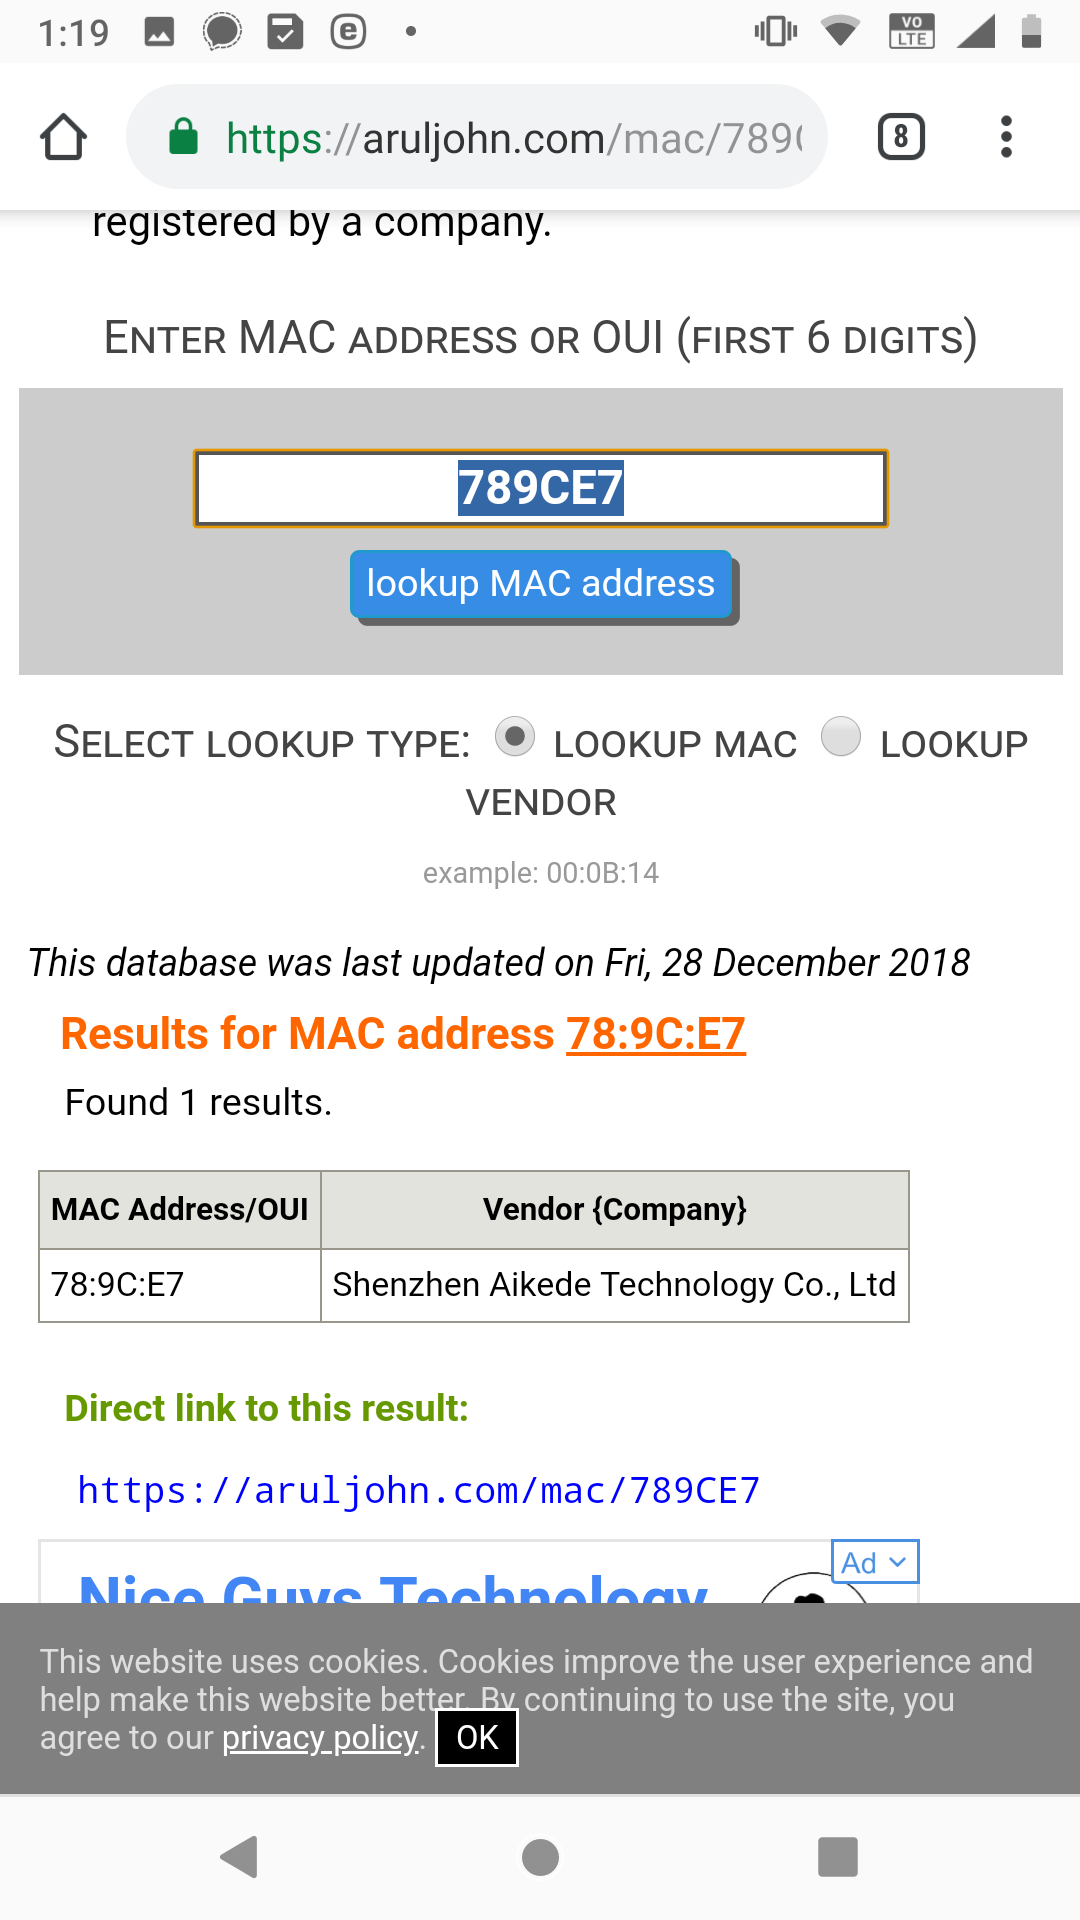 1:19
VO
LTE
https://aruljohn.com/mac/789
8
registered by a company.
ENTER MAC ADDRESS OR OUI (FIRST 6 DIGITS)
789CE7
lookup MAC address
SELECT LOOKUP TYPE: LOOKUP MAC LOOKUP
VENDOR
example: 00:0B:14
This database was last updated on Fri, 28 December 2018
Results for MAC address 78:9C:E7
Found 1 results.
MAC Address/OUI Vendor {Company}
78:9C:E7 Shenzhen Aikede Technology Co., Ltd
Direct link to this result:
https://aruljohn.com/mac/789CE7
Ad
Nice Guys Technology
This website uses cookies. Cookies improve the user experience and
help make this website better. By continuing to use the site, you
agree to our privacy policy. OK